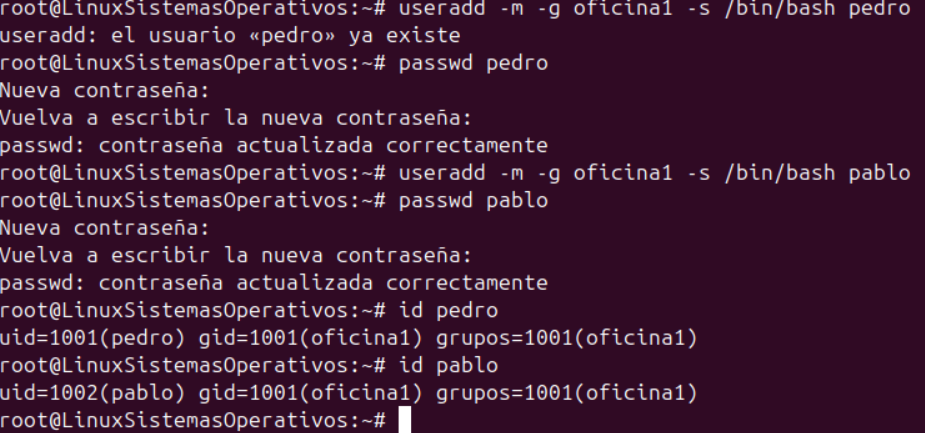 root@LinuxSistemasOperativos:~# useradd -m -g oficina1 -s /bin/bash pedro
useradd: el usuario «pedro» ya existe
root@LinuxSistemasOperativos:~# passwd pedro
Nueva contraseña:
Vuelva a escribir la nueva contraseña:
passwd: contraseña actualizada correctamente
root@LinuxSistemasOperativos:~# useradd -m -g oficina1 -s /bin/bash pablo
root@LinuxSistemasOperativos:~# passwd pablo
Nueva contraseña:
Vuelva a escribir la nueva contraseña:
passwd: contraseña actualizada correctamente
root@LinuxSistemasOperativos:~# id pedro
uid=1001(pedro) gid=1001(oficina1) grupos=1001(oficina1)
root@LinuxSistemasOperativos:~# id pablo
uid=1002(pablo) gid=1001(oficina1) grupos=1001(oficina1)
root@LinuxSistemasOperativos:~#